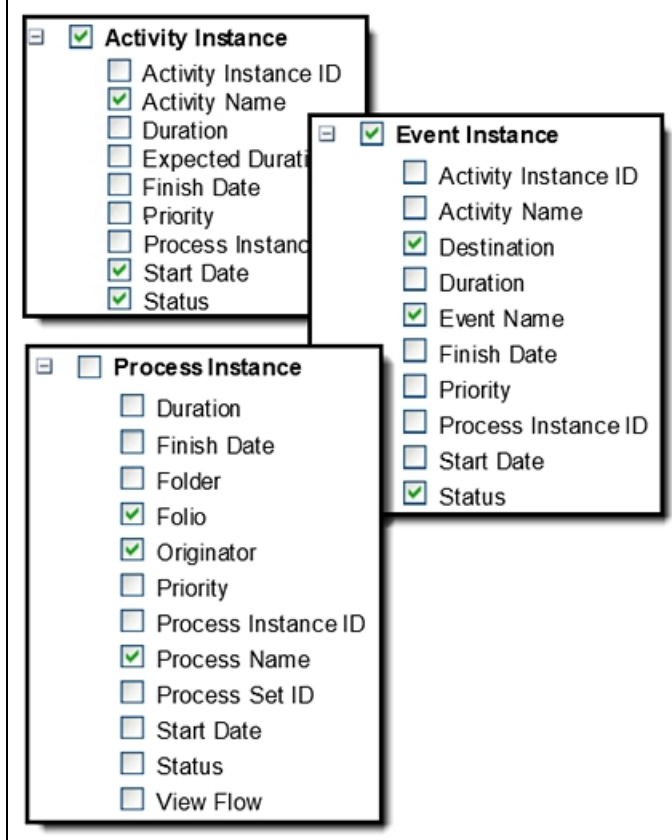 Activity Instance
Activity Instance ID
Activity Name
Duration
Expected Durati
Finish Date
Priority
Process Instanc
Start Date
Status
Event Instance
Activity Instance ID
Activity Name
Destination
Duration
Event Name
Finish Date
Priority
Process Instance ID
Start Date
Status
Process Instance
Duration
Finish Date
Folder
Folio
Originator
Priority
Process Instance ID
Process Name
Process Set ID
Start Date
Status
View Flow